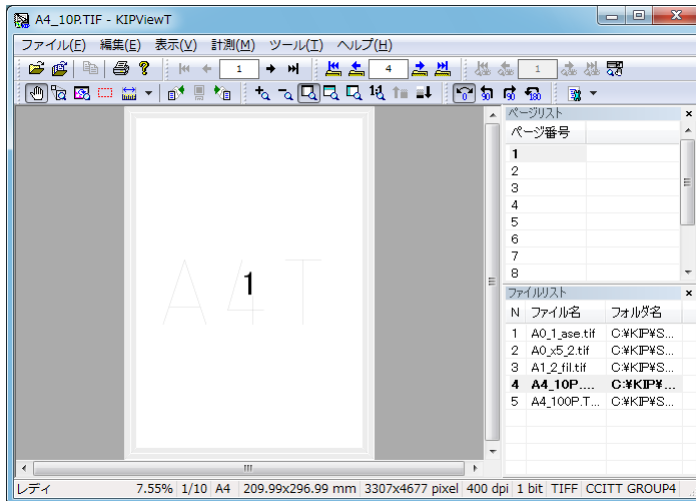 A4_10P.TIF - KIPViewT
ファイル(F) 編集(E) 表示(V) 計測(M) ツール(T) ヘルプ(H)
1 4 1
0 90 90 180
ページリスト
ページ番号
1
2
3
4
5
6
7
8
A4T
1
ファイルリスト
N ファイル名 フォルダ名
1 A0_1_ase.tif C:¥KIP¥S...
2 A0_x5_2.tif C:¥KIP¥S...
3 A1_2_fil.tif C:¥KIP¥S...
4 A4_10P.... C:¥KIP¥...
5 A4_100P.T... C:¥KIP¥S...
レディ 7.55% 1/10 A4 209.99x296.99 mm 3307x4677 pixel 400 dpi 1 bit TIFF CCITT GROUP4